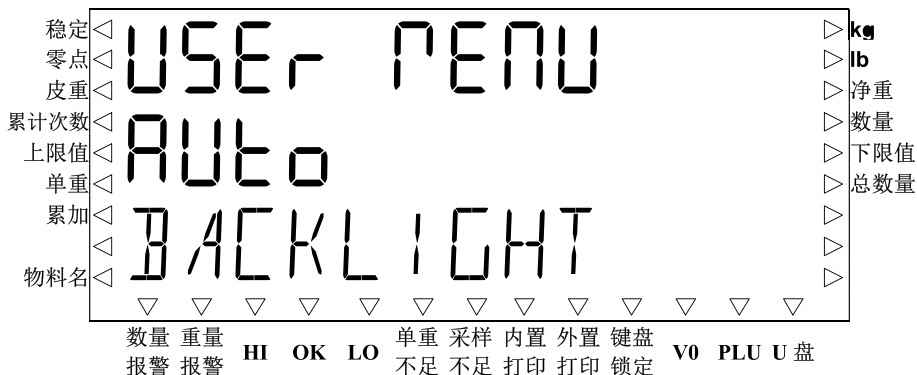 稳定 USEr MENU kg
零点 lb
皮重 净重
累计次数 AUto 数量
上限值 下限值
单重 总数量
累加 BACKLIGHT
物料名
数量报警 重量报警 HI OK LO 单重不足 采样不足 内置打印 外置打印 键盘锁定 V0 PLU U 盘